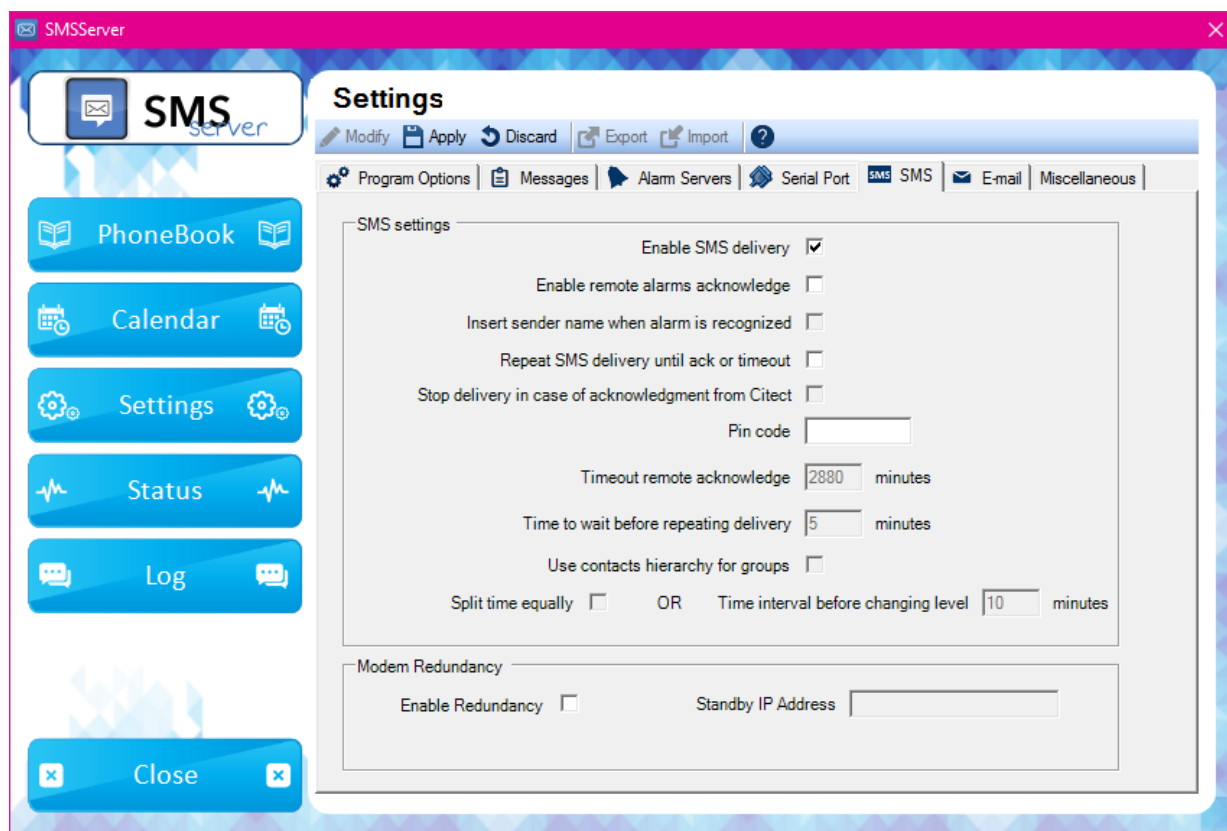 SMSServer
SMS
server
PhoneBook
Calendar
Settings
Status
Log
Close
Settings
Modify Apply Discard Export Import ?
Program Options Messages Alarm Servers Serial Port SMS SMS E-mail Miscellaneous
SMS settings
Enable SMS delivery
Enable remote alarms acknowledge
Insert sender name when alarm is recognized
Repeat SMS delivery until ack or timeout
Stop delivery in case of acknowledgment from Citect
Pin code
Timeout remote acknowledge 2880 minutes
Time to wait before repeating delivery 5 minutes
Use contacts hierarchy for groups
Split time equally OR Time interval before changing level 10 minutes
Modem Redundancy
Enable Redundancy Standby IP Address